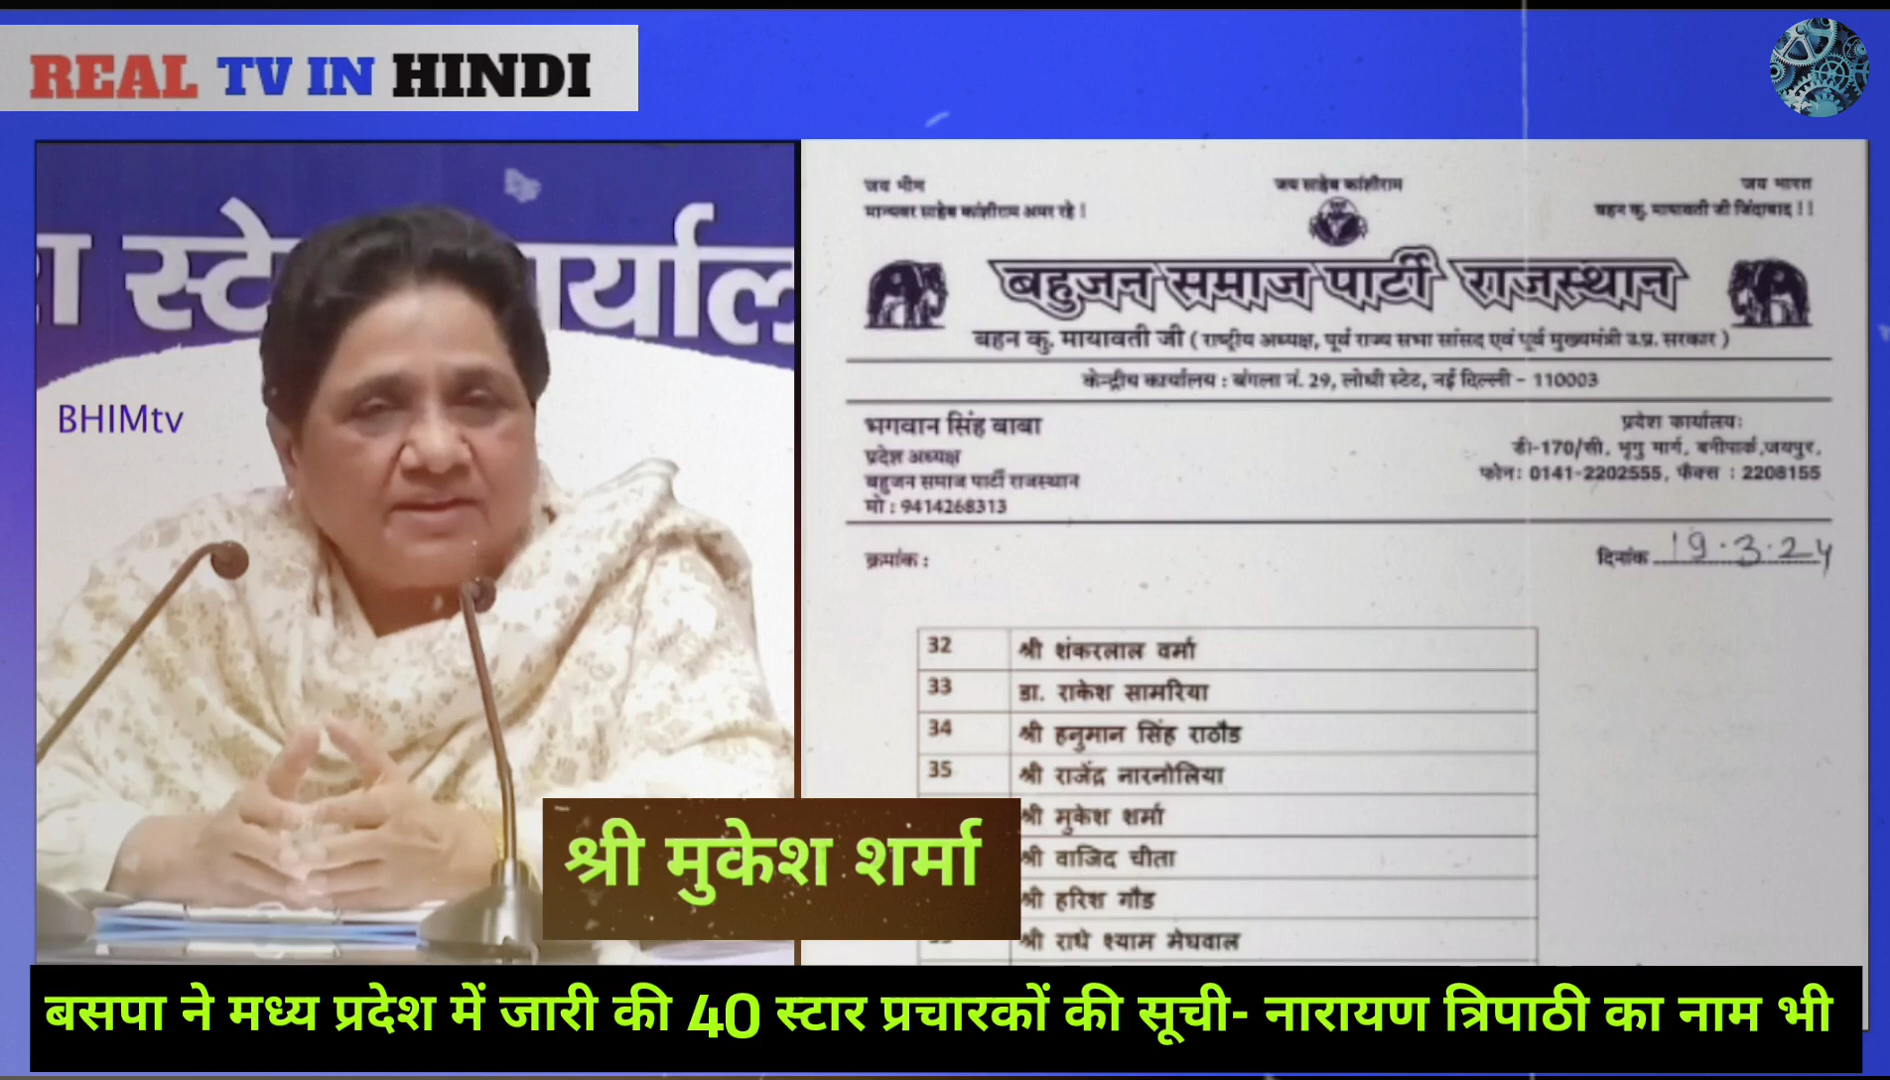 REAL TV IN HINDI
स्टे
र्याल
BHIMtv
जय भीम
जय साहेब कांशीराम
जय भारत
मान्यवर साहेब कांशीराम अमर रहे !
बहन कु. मायावती जी जिंदाबाद !!
बहुजन समाज पार्टी राजस्थान
बहन कु. मायावती जी ( राष्ट्रीय अध्यक्ष, पूर्व राज्य सभा सांसद एवं पूर्व मुख्यमंत्री उ.प्र. सरकार )
केन्द्रीय कार्यालय : बंगला नं. 29, लोधी स्टेट, नई दिल्ली - 110003
भगवान सिंह बाबा
प्रदेश अध्यक्ष
बहुजन समाज पार्टी राजस्थान
मो : 9414268313
प्रदेश कार्यालयः
डी-170/सी, भृगु मार्ग, बनीपार्क,जयपुर,
फोनः 0141-2202555, फैक्स : 2208155
क्रमांक :
दिनांक 19.3.24
32 श्री शंकरलाल वर्मा
33 डा. राकेश सामरिया
34 श्री हनुमान सिंह राठौड
35 श्री राजेंद्र नारनोलिया
श्री मुकेश शर्मा
श्री वाजिद चीता
श्री हरिश गौड
श्री राधे श्याम मेघवाल
श्री मुकेश शर्मा
बसपा ने मध्य प्रदेश में जारी की 40 स्टार प्रचारकों की सूची- नारायण त्रिपाठी का नाम भी